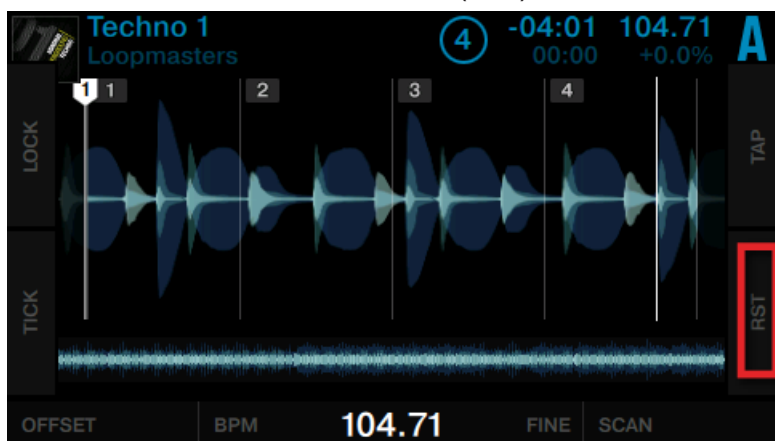 Techno 1
Loopmasters
4
-04:01 104.71
00:00 +0.0%
A
1 1 2 3 4
LOCK
TAP
TICK
RST
OFFSET BPM 104.71 FINE SCAN